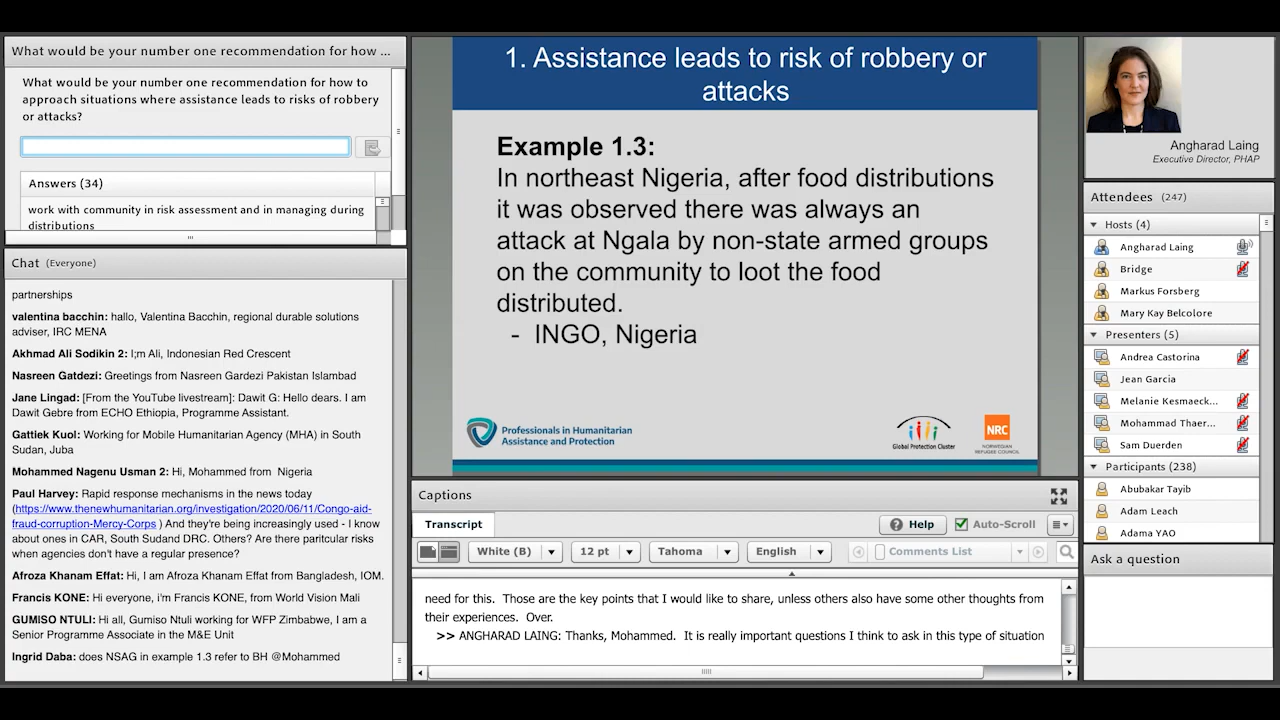 What would be your number one recommendation for how ...
What would be your number one recommendation for how to
approach situations where assistance leads to risks of robbery
or attacks?
Answers (34)
work with community in risk assessment and in managing during
distributions
Chat (Everyone)
partnerships
valentina bacchin: hallo, Valentina Bacchin, regional durable solutions
adviser, IRC MENA
Akhmad Ali Sodikin 2: I;m Ali, Indonesian Red Crescent
Nasreen Gatdezi: Greetings from Nasreen Gardezi Pakistan Islambad
Jane Lingad: [From the YouTube livestream]: Dawit G: Hello dears. I am
Dawit Gebre from ECHO Ethiopia, Programme Assistant.
Gattiek Kuol: Working for Mobile Humanitarian Agency (MHA) in South
Sudan, Juba
Mohammed Nagenu Usman 2: Hi, Mohammed from  Nigeria
Paul Harvey: Rapid response mechanisms in the news today
(https://www.thenewhumanitarian.org/investigation/2020/06/11/Congo-aid-
fraud-corruption-Mercy-Corps ) And they're being increasingly used - I know
about ones in CAR, South Sudand DRC. Others? Are there paritcular risks
when agencies don't have a regular presence?
Afroza Khanam Effat: Hi, I am Afroza Khanam Effat from Bangladesh, IOM.
Francis KONE: Hi everyone, i'm Francis KONE, from World Vision Mali
GUMISO NTULI: Hi all, Gumiso Ntuli working for WFP Zimbabwe, I am a
Senior Programme Associate in the M&E Unit
Ingrid Daba: does NSAG in example 1.3 refer to BH @Mohammed
1. Assistance leads to risk of robbery or
attacks
Example 1.3:
In northeast Nigeria, after food distributions
it was observed there was always an
attack at Ngala by non-state armed groups
on the community to loot the food
distributed.
- INGO, Nigeria
Professionals in Humanitarian
Assistance and Protection
Global Protection Cluster
NRC
NORWEGIAN
REFUGEE COUNCIL
Captions
Transcript
Help
Auto-Scroll
White (B)
12 pt
Tahoma
English
Comments List
need for this.  Those are the key points that I would like to share, unless others also have some other thoughts from
their experiences.  Over.
>> ANGHARAD LAING: Thanks, Mohammed.  It is really important questions I think to ask in this type of situation
Angharad Laing
Executive Director, PHAP
Attendees (247)
Hosts (4)
Angharad Laing
Bridge
Markus Forsberg
Mary Kay Belcolore
Presenters (5)
Andrea Castorina
Jean Garcia
Melanie Kesmaeck...
Mohammad Thaer...
Sam Duerden
Participants (238)
Abubakar Tayib
Adam Leach
Adama YAO
Ask a question